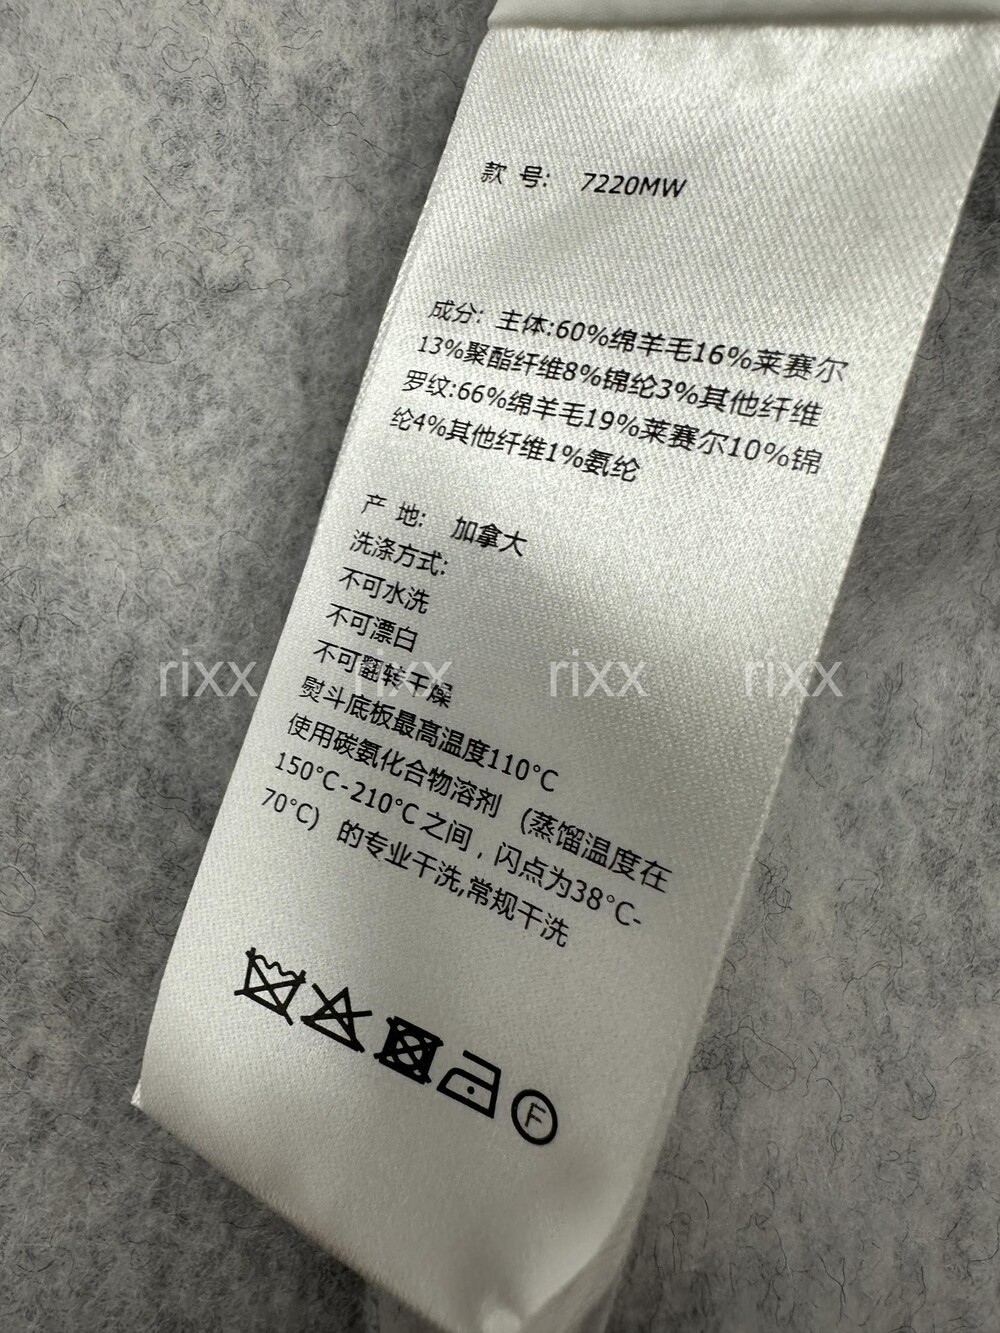 款 号: 7220MW
成分: 主体:60%绵羊毛16%莱赛尔
13%聚酯纤维8%锦纶3%其他纤维
罗纹:66%绵羊毛19%莱赛尔10%锦
纶4%其他纤维1%氨纶
产 地: 加拿大
洗涤方式:
不可水洗
不可漂白
不可翻转干燥
rixx rixx rixx rixx
熨斗底板最高温度110°C
使用碳氨化合物溶剂 (蒸馏温度在
150°C-210°C之间，闪点为38°C-
70°C) 的专业干洗,常规干洗
F